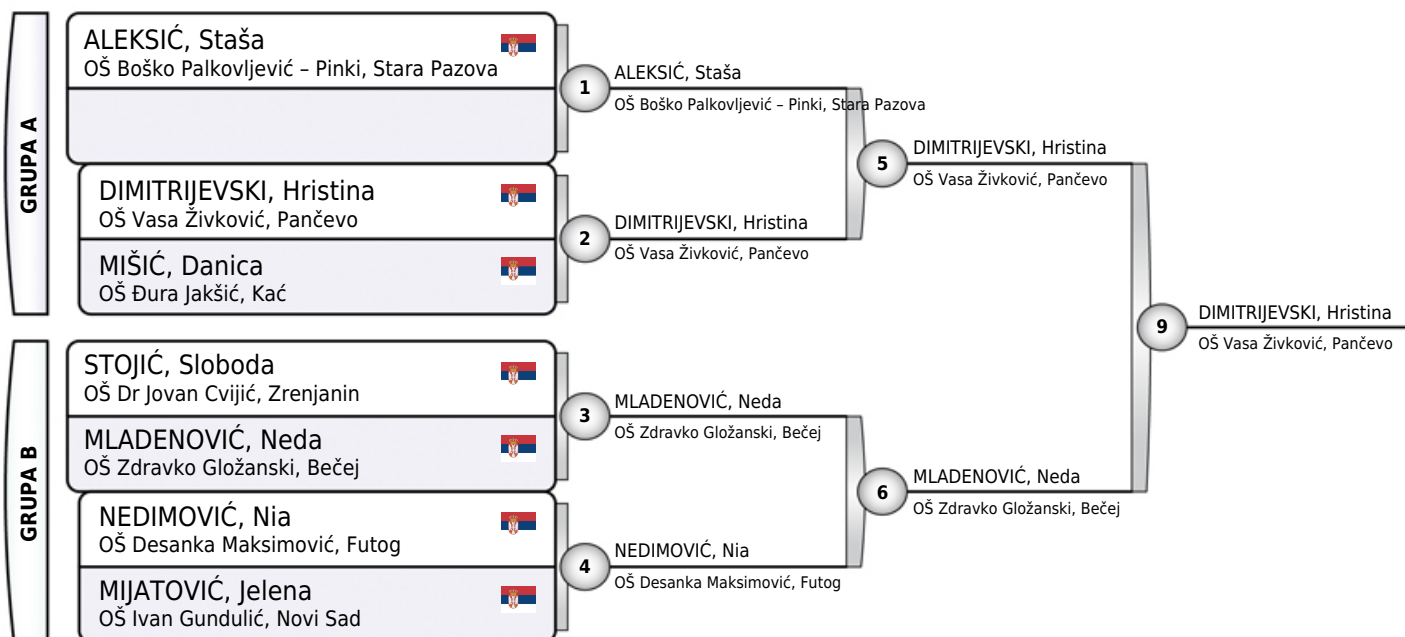 GRUPA A
ALEKSIĆ, Staša
OŠ Boško Palkovljević – Pinki, Stara Pazova
DIMITRIJEVSKI, Hristina
OŠ Vasa Živković, Pančevo
MIŠIĆ, Danica
OŠ Đura Jakšić, Kać
GRUPA B
STOJIĆ, Sloboda
OŠ Dr Jovan Cvijić, Zrenjanin
MLADENOVIĆ, Neda
OŠ Zdravko Gložanski, Bečej
NEDIMOVIĆ, Nia
OŠ Desanka Maksimović, Futog
MIJATOVIĆ, Jelena
OŠ Ivan Gundulić, Novi Sad
1
ALEKSIĆ, Staša
OŠ Boško Palkovljević – Pinki, Stara Pazova
2
DIMITRIJEVSKI, Hristina
OŠ Vasa Živković, Pančevo
3
MLADENOVIĆ, Neda
OŠ Zdravko Gložanski, Bečej
4
NEDIMOVIĆ, Nia
OŠ Desanka Maksimović, Futog
5
DIMITRIJEVSKI, Hristina
OŠ Vasa Živković, Pančevo
6
MLADENOVIĆ, Neda
OŠ Zdravko Gložanski, Bečej
9
DIMITRIJEVSKI, Hristina
OŠ Vasa Živković, Pančevo